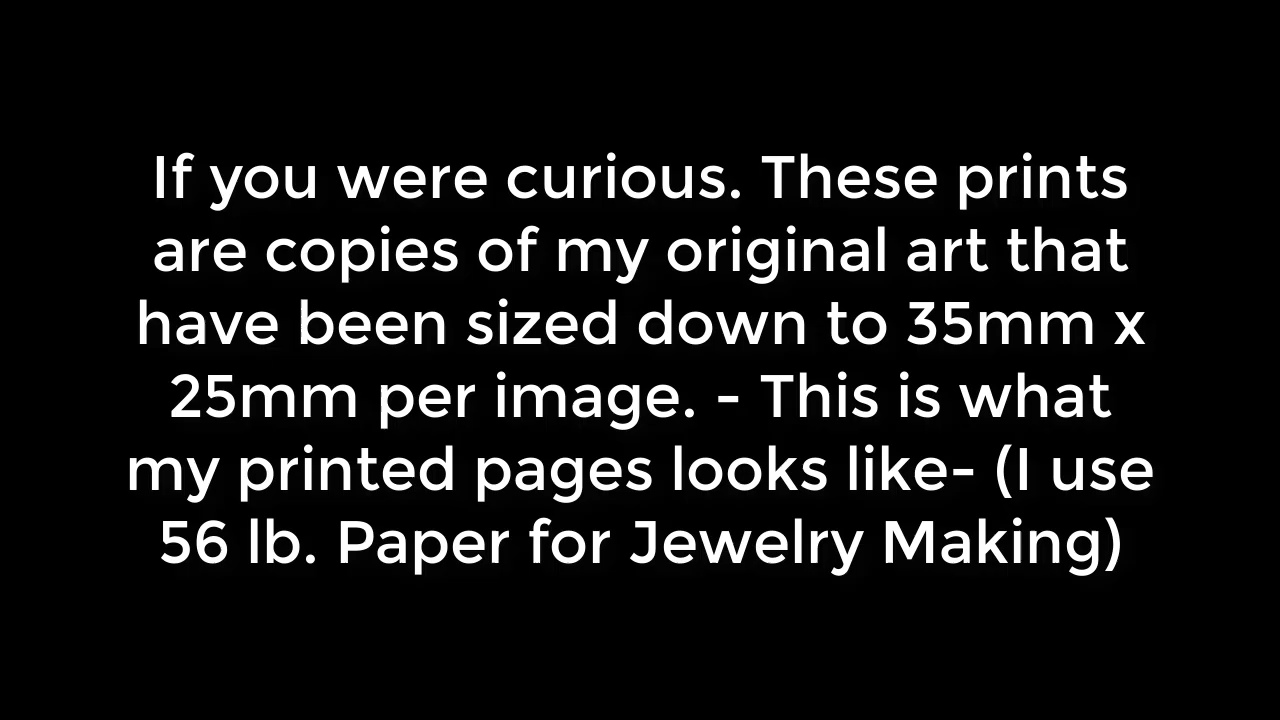 If you were curious. These prints
are copies of my original art that
have been sized down to 35mm x
25mm per image. - This is what
my printed pages looks like- (I use
56 lb. Paper for Jewelry Making)